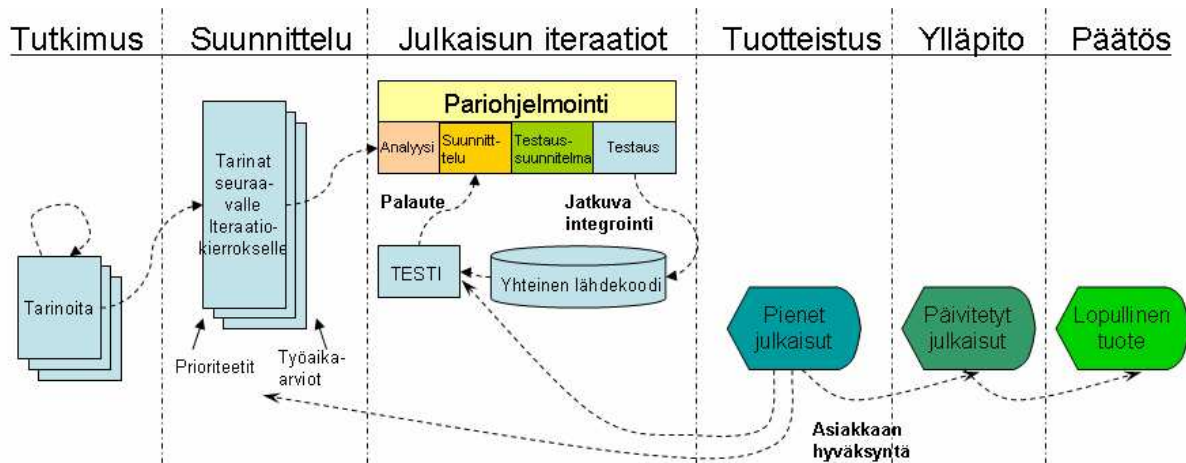 Tutkimus
Suunnittelu
Julkaisun iteraatiot
Tuotteistus
Ylläpito
Päätös
Tarinoita
Tarinat
seuraa-
valle
Iteraatio-
kierrokselle
Prioriteetit
Työaika-
arviot
Pariohjelmointi
Analyysi
Suunnitt-
telu
Testaus-
suunnitelma
Testaus
Palaute
Jatkuva
integrointi
TESTI
Yhteinen lähdekoodi
Pienet
julkaisut
Päivitetyt
julkaisut
Lopullinen
tuote
Asiakkaan
hyväksyntä